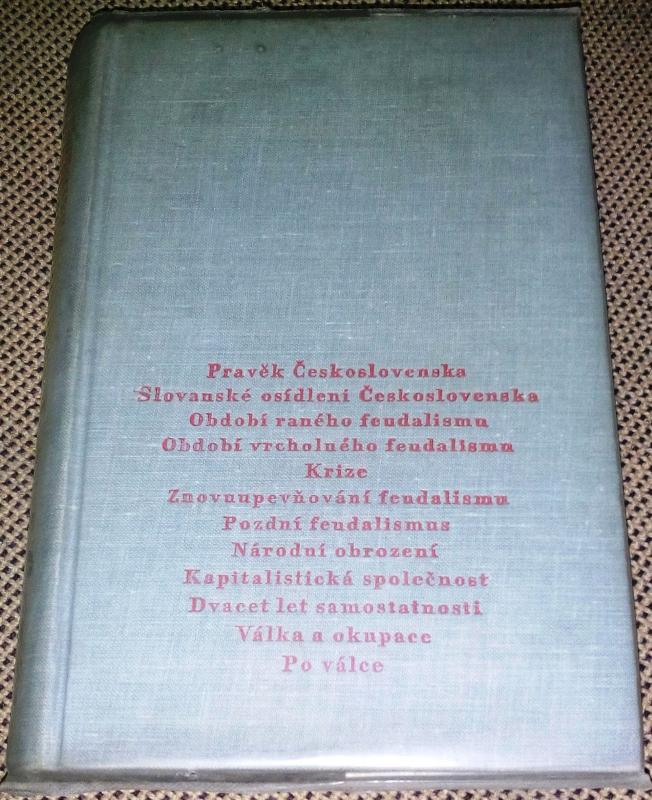 Pravěk Československa
Slovanské osídlení Československa
Období raného feudalismu
Období vrcholného feudalismu
Krize
Znovuupevňování feudalismu
Pozdní feudalismus
Národní obrození
Kapitalistická společnost
Dvacet let samostatnosti
Válka a okupace
Po válce